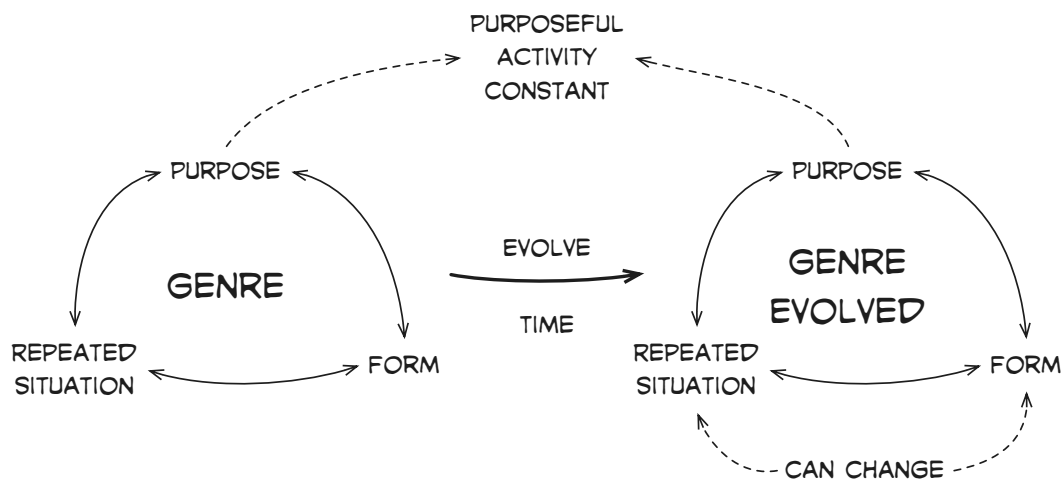 PURPOSEFUL
ACTIVITY
CONSTANT
PURPOSE
GENRE
REPEATED
SITUATION
FORM
EVOLVE
TIME
PURPOSE
GENRE
EVOLVED
REPEATED
SITUATION
FORM
CAN CHANGE